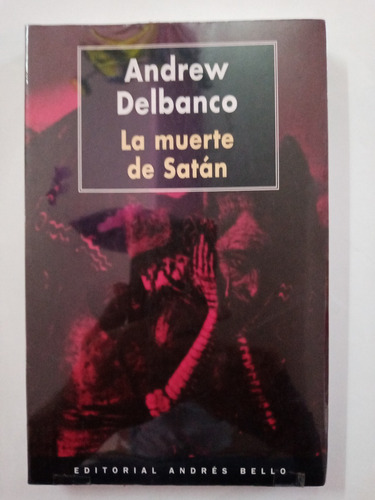 Andrew
Delbanco
La muerte
de Satán
EDITORIAL ANDRÉS BELLO